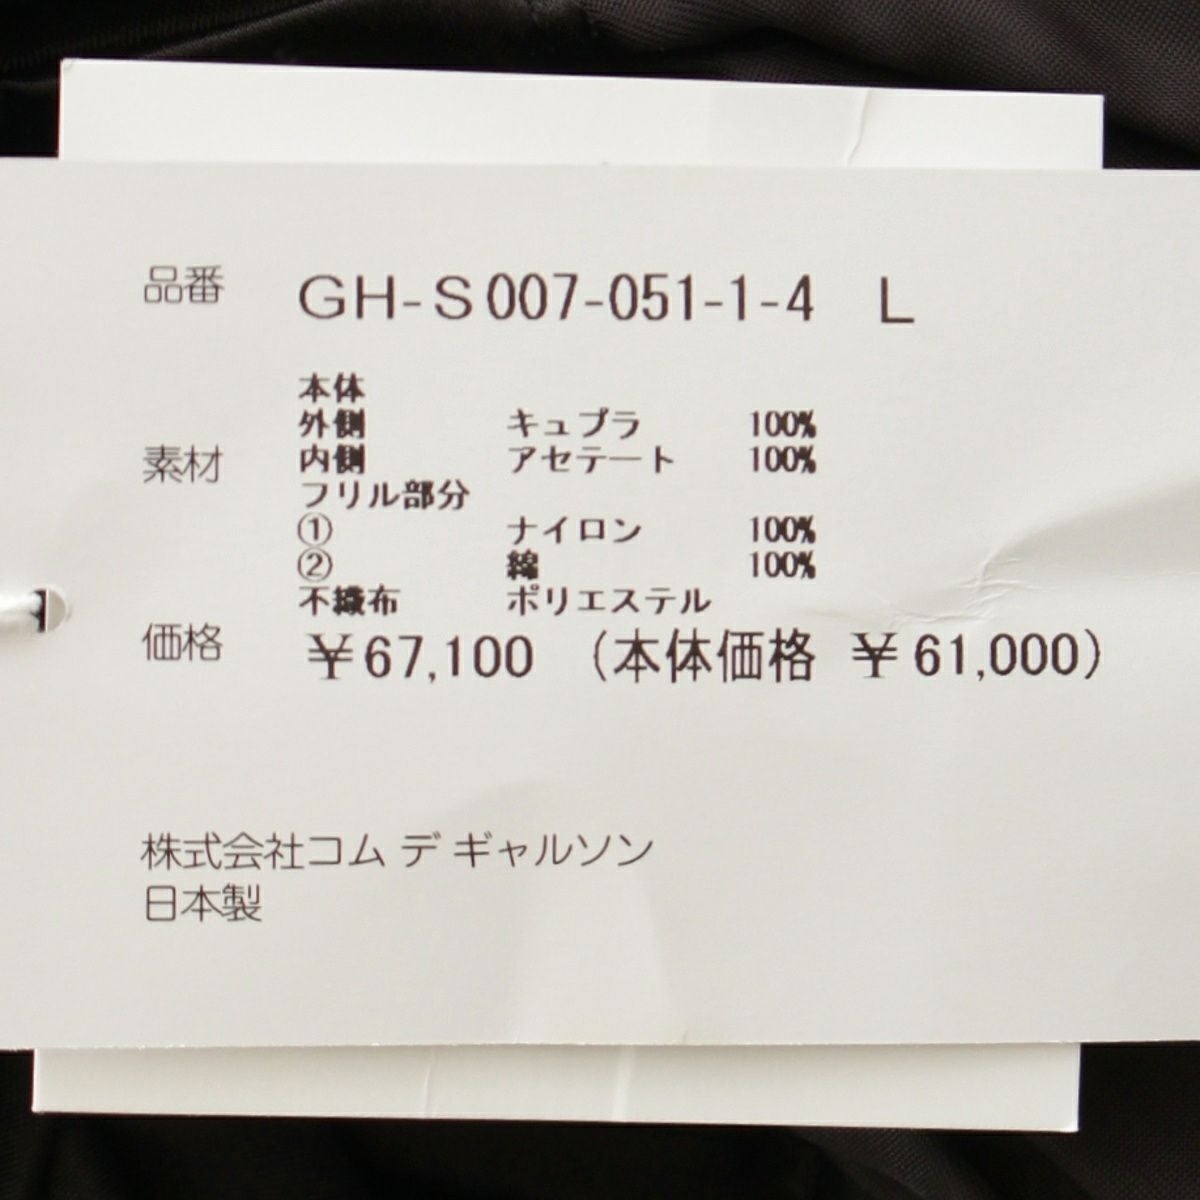 品番 GH-S007-051-1-4 L
本体
外側 キュプラ 100%
素材 内側 アセテート 100%
フリル部分
① ナイロン 100%
② 綿 100%
不織布 ポリエステル
価格 ¥67,100 (本体価格 ¥61,000)
株式会社コム デ ギャルソン
日本製